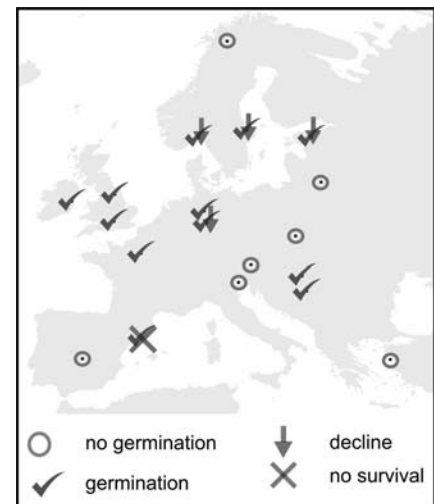 no germination
decline
germination
no survival